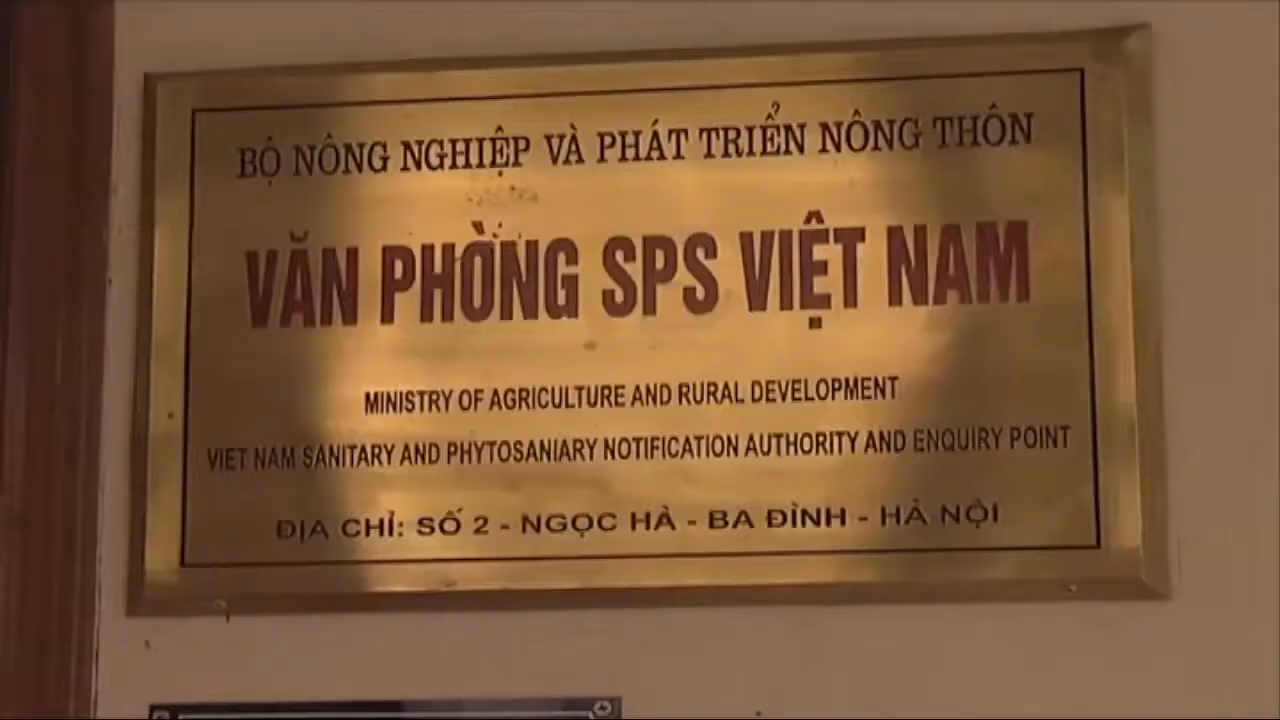 BỘ NÔNG NGHIỆP VÀ PHÁT TRIỂN NÔNG THÔN
VĂN PHÒNG SPS VIỆT NAM
MINISTRY OF AGRICULTURE AND RURAL DEVELOPMENT
VIET NAM SANITARY AND PHYTOSANIARY NOTIFICATION AUTHORITY AND ENQUIRY POINT
ĐỊA CHỈ: SỐ 2 - NGỌC HÀ - BA ĐÌNH - HÀ NỘI